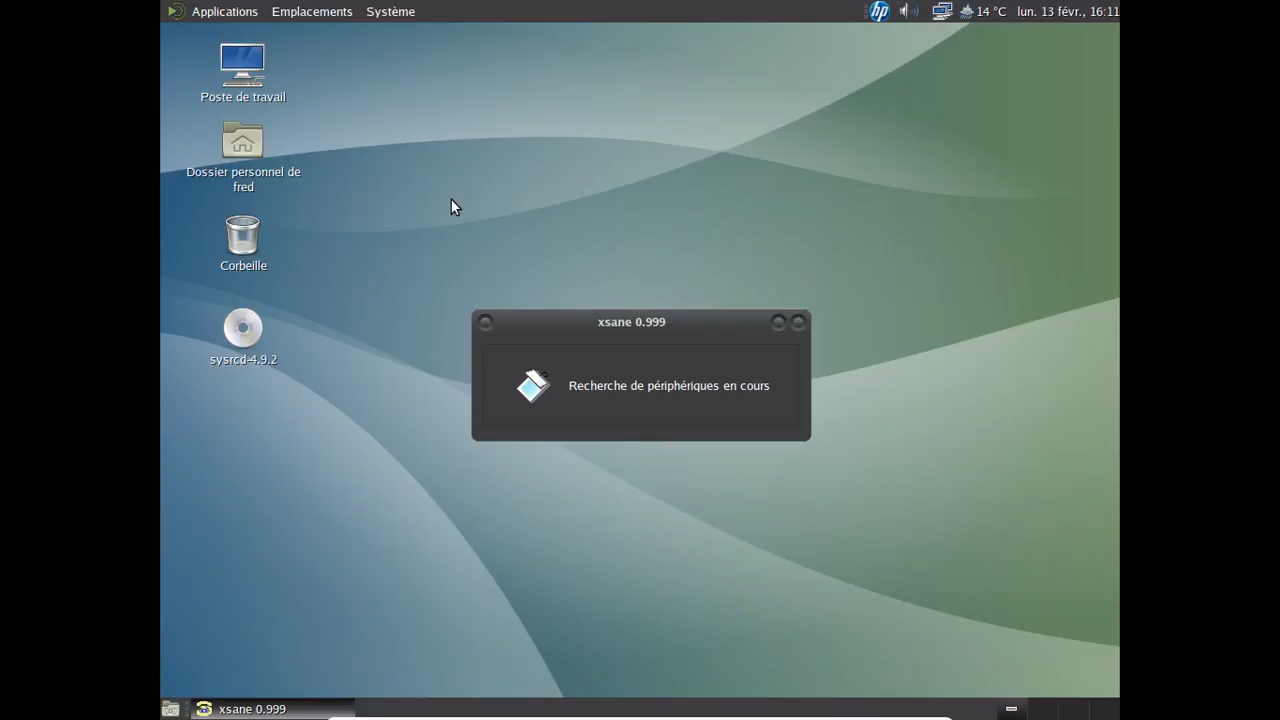 Applications Emplacements Système
hp 14 °C lun. 13 févr., 16:11
Poste de travail
Dossier personnel de
fred
Corbeille
sysrcd-4.9.2
xsane 0.999
Recherche de périphériques en cours
xsane 0.999